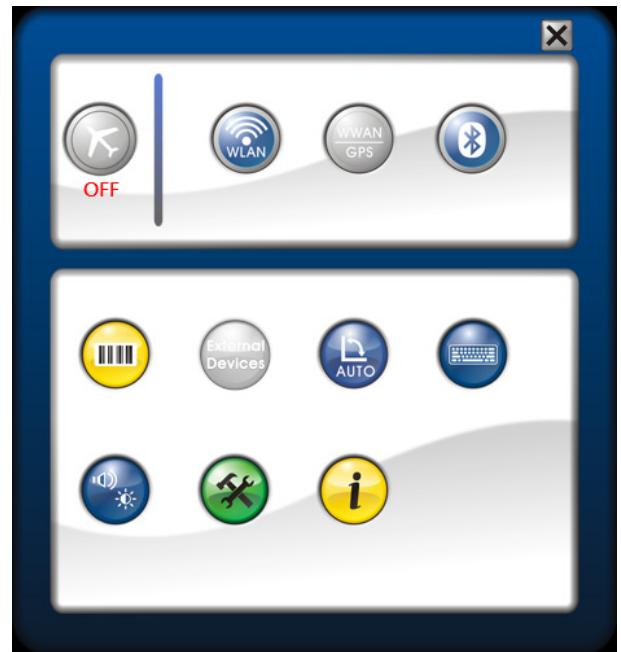 WLAN
WWAN
GPS
OFF
External
Devices
AUTO
i